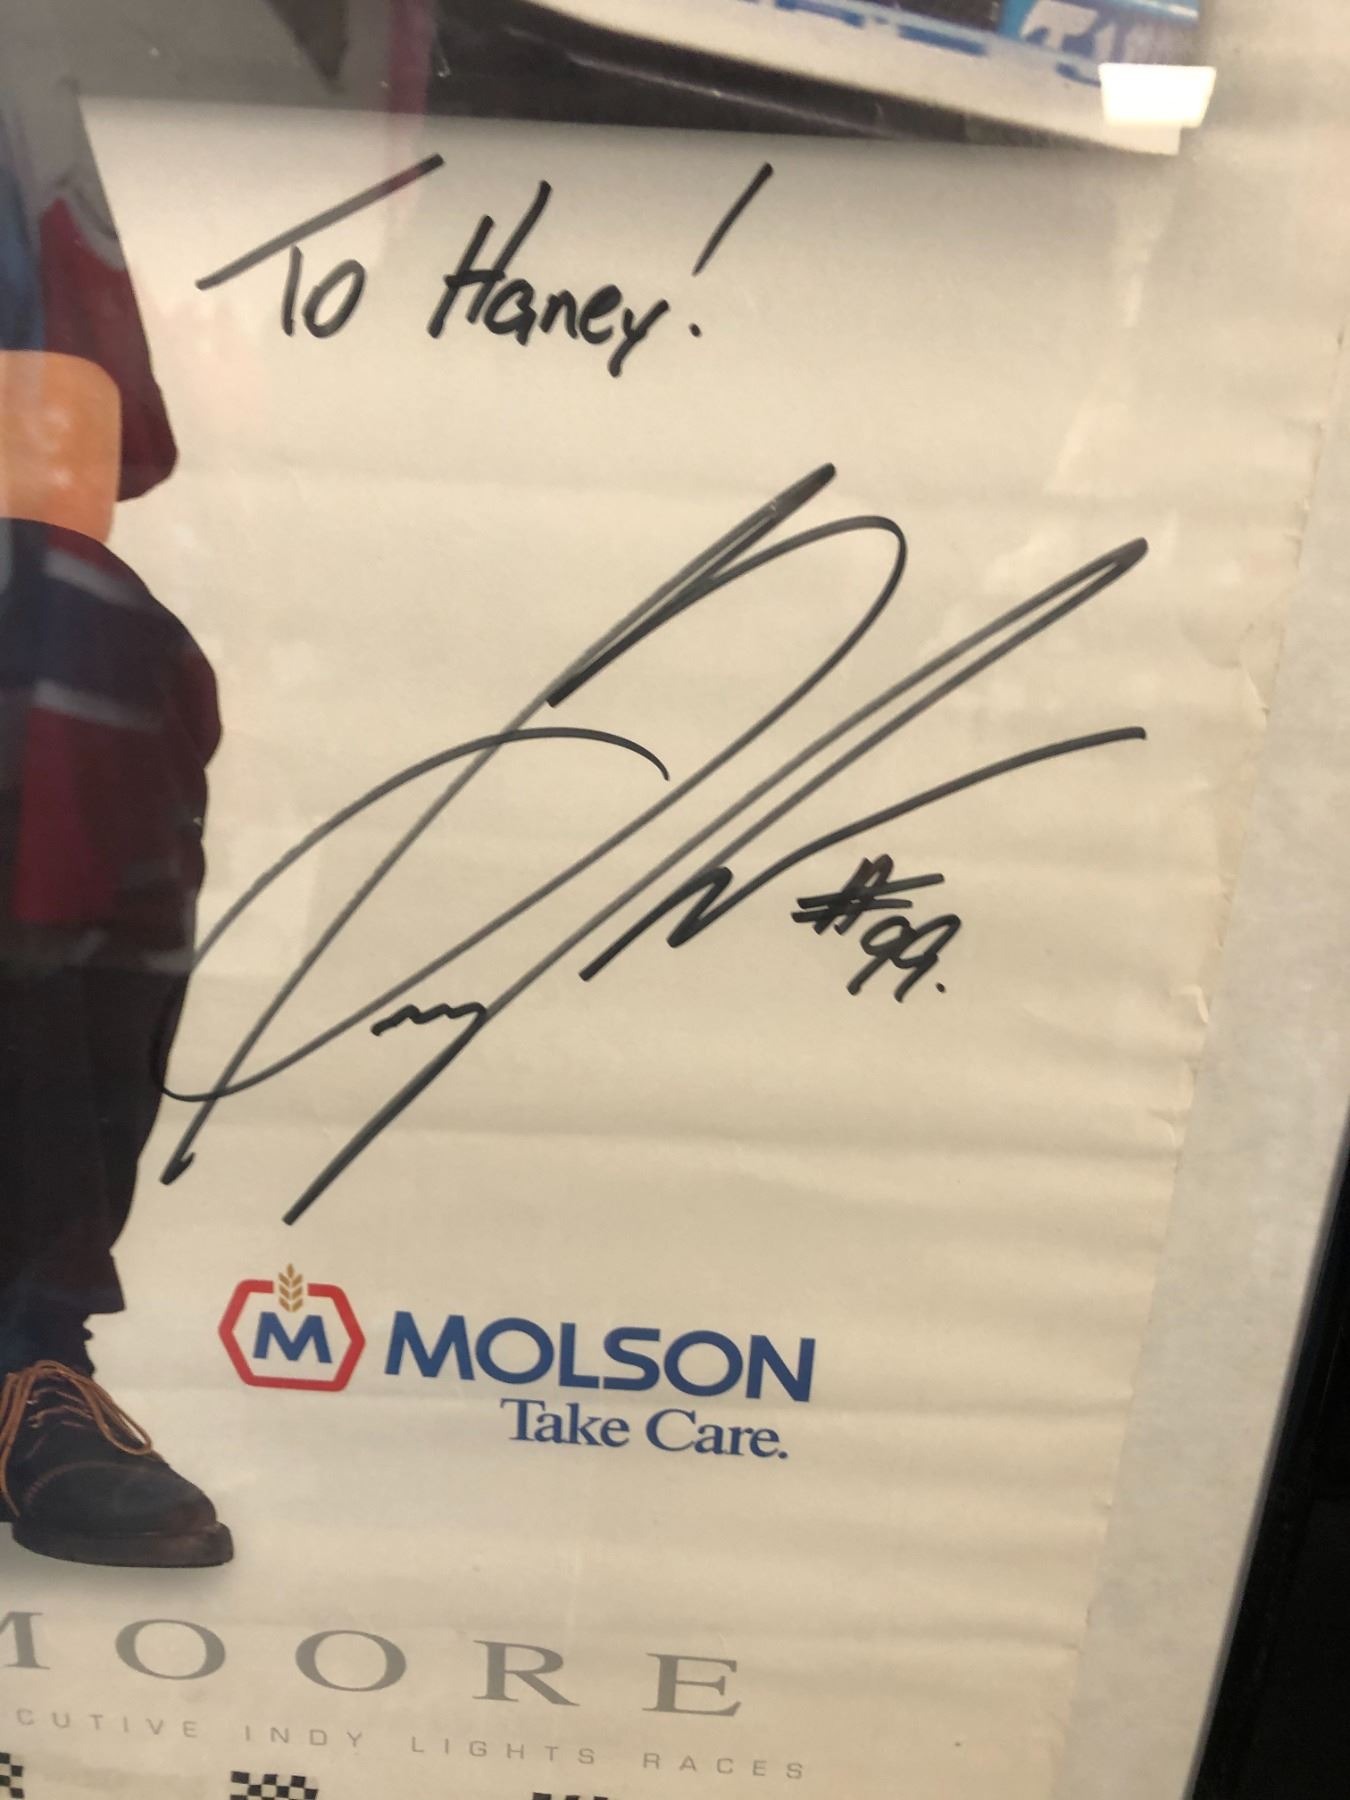 To Haney!
#99.
M MOLSON
Take Care.
MOORE
CUTIVE INDY LIGHTS RACES